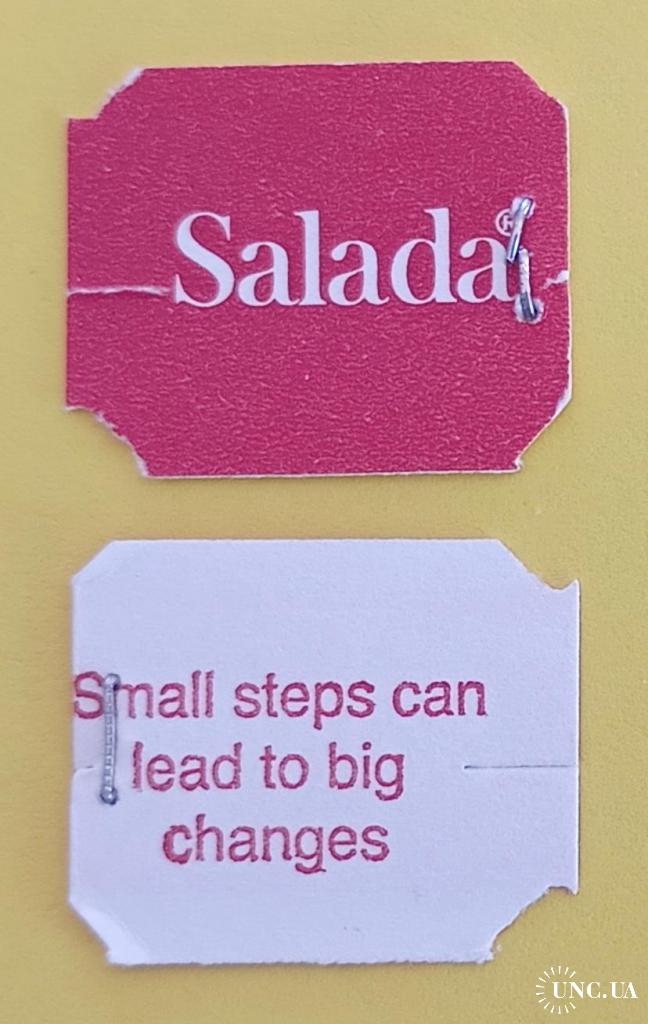 Salada®
Small steps can
lead to big
changes
UNC.UA